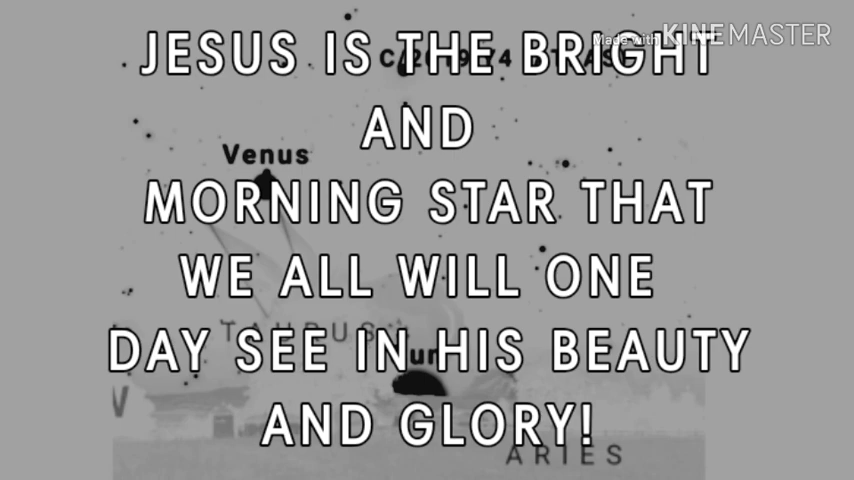 Made with KINEMASTER
JESUS IS THE BRIGHT
AND
Venus
MORNING STAR THAT
WE ALL WILL ONE
TAURUS
DAY SEE IN HIS BEAUTY
AND GLORY!
ARIES